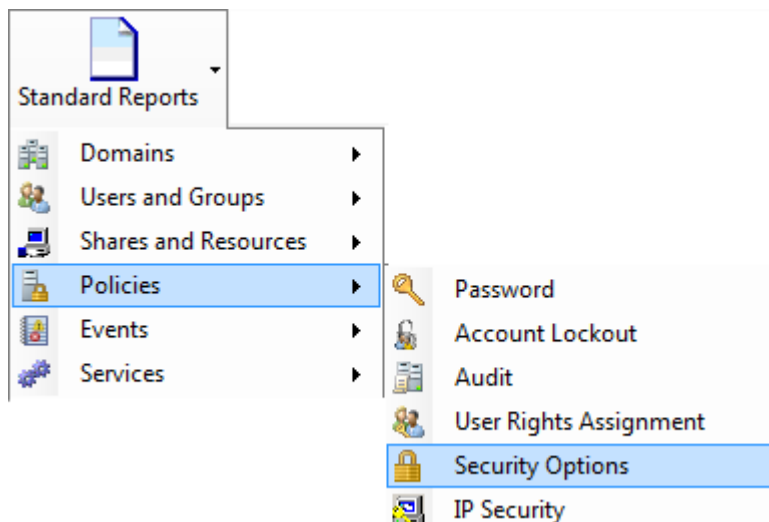 Standard Reports
Domains
Users and Groups
Shares and Resources
Policies
Events
Services
Password
Account Lockout
Audit
User Rights Assignment
Security Options
IP Security